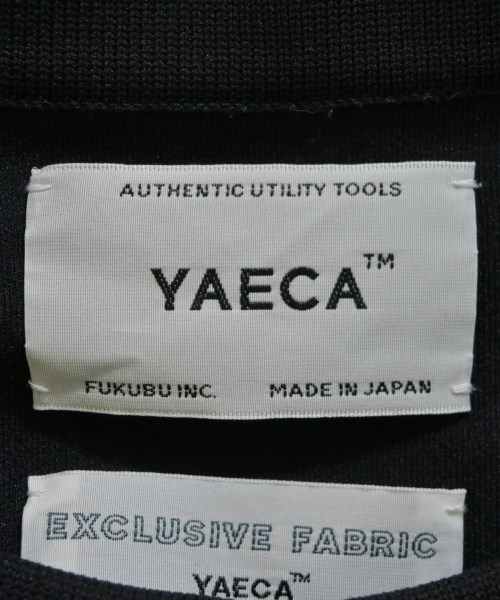 AUTHENTIC UTILITY TOOLS
YAECA™
FUKUBU INC. MADE IN JAPAN
EXCLUSIVE FABRIC
YAECA™